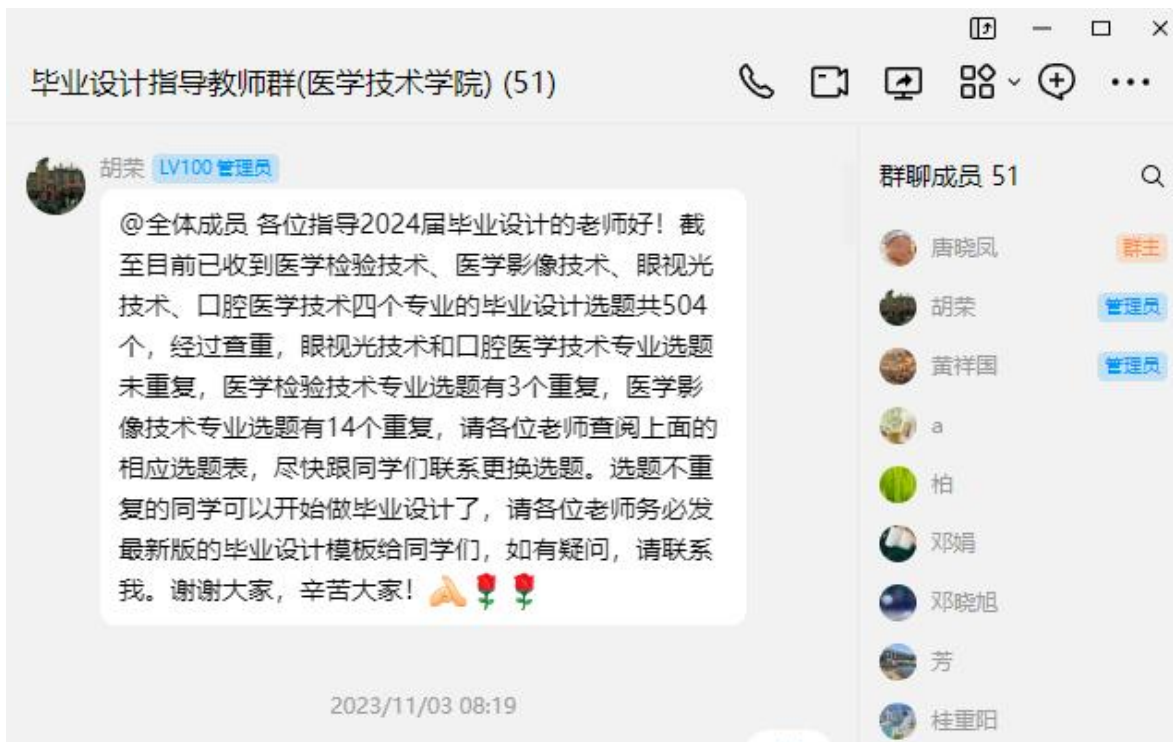 毕业设计指导教师群(医学技术学院) (51)
胡荣 LV100 管理员
@全体成员 各位指导2024届毕业设计的老师好！截
至目前已收到医学检验技术、医学影像技术、眼视光
技术、口腔医学技术四个专业的毕业设计选题共504
个，经过查重，眼视光技术和口腔医学技术专业选题
未重复，医学检验技术专业选题有3个重复，医学影
像技术专业选题有14个重复，请各位老师查阅上面的
相应选题表，尽快跟同学们联系更换选题。选题不重
复的同学可以开始做毕业设计了，请各位老师务必发
最新版的毕业设计模板给同学们，如有疑问，请联系
我。谢谢大家，辛苦大家！
2023/11/03 08:19
群聊成员 51
唐晓凤 群主
胡荣 管理员
黄祥国 管理员
a
柏
邓娟
邓晓旭
芳
桂重阳